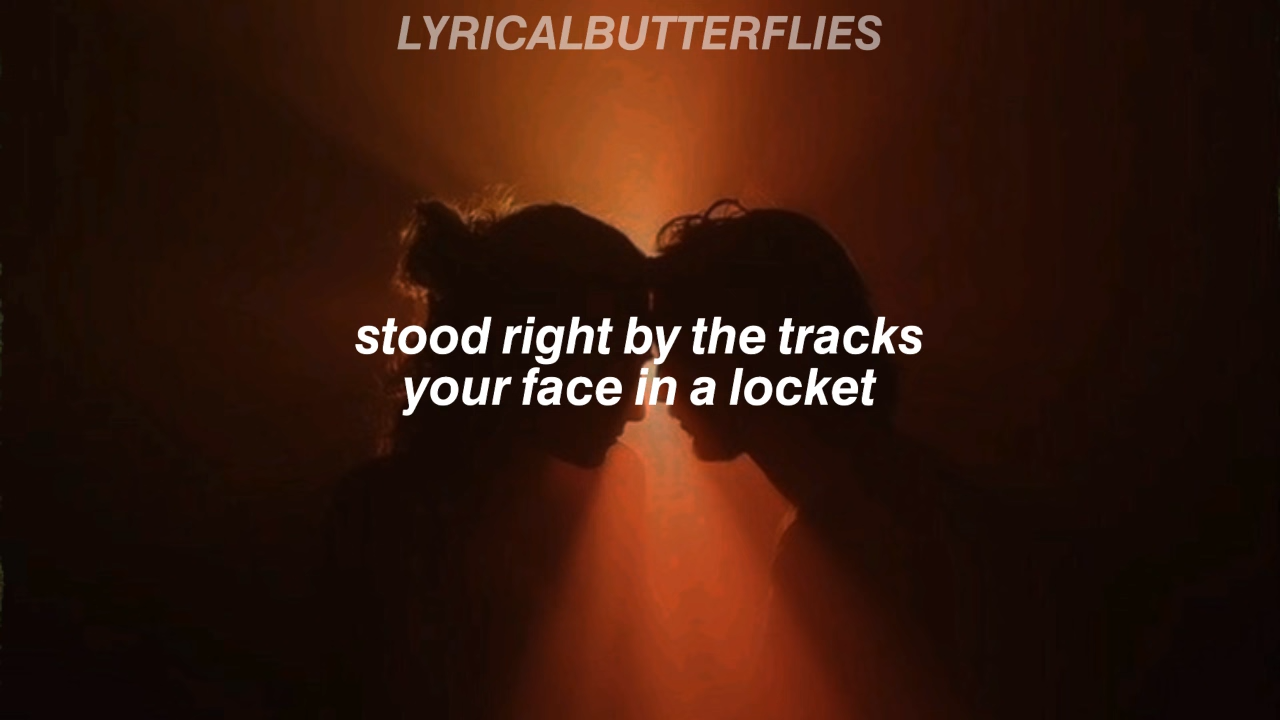 LYRICALBUTTERFLIES
stood right by the tracks
your face in a locket